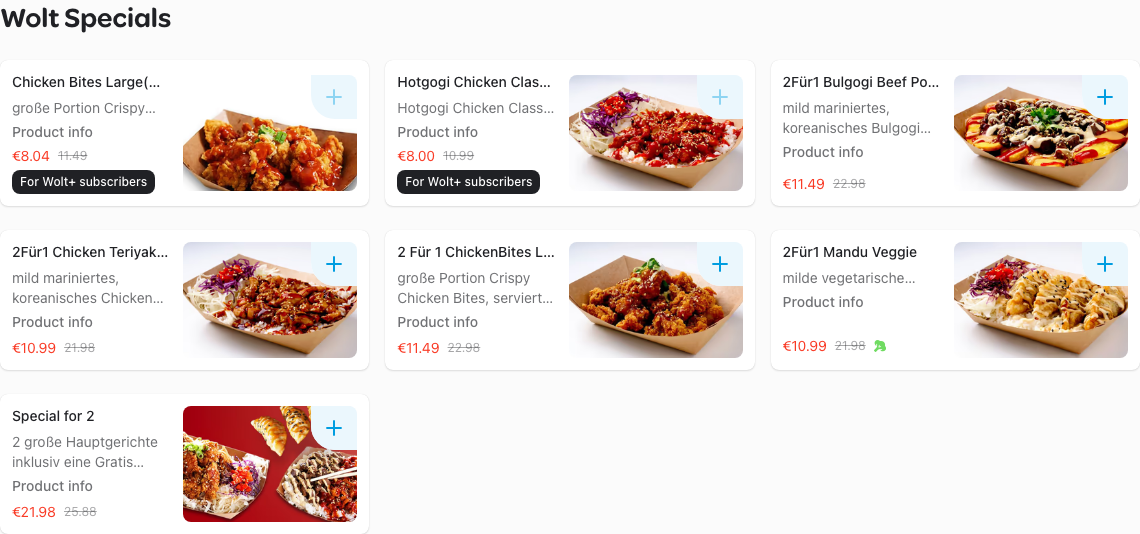 Wolt Specials
Chicken Bites Large(...
große Portion Crispy...
Product info
€8.04 11.49
For Wolt+ subscribers
Hotgogi Chicken Clas...
Hotgogi Chicken Class...
Product info
€8.00 10.99
For Wolt+ subscribers
2Für1 Bulgogi Beef Po...
mild mariniertes,
koreanisches Bulgogi...
Product info
€11.49 22.98
2Für1 Chicken Teriyak...
mild mariniertes,
koreanisches Chicken...
Product info
€10.99 21.98
2 Für 1 ChickenBites L...
große Portion Crispy
Chicken Bites, serviert...
Product info
€11.49 22.98
2Für1 Mandu Veggie
milde vegetarische...
Product info
€10.99 21.98
Special for 2
2 große Hauptgerichte
inklusiv eine Gratis...
Product info
€21.98 25.88